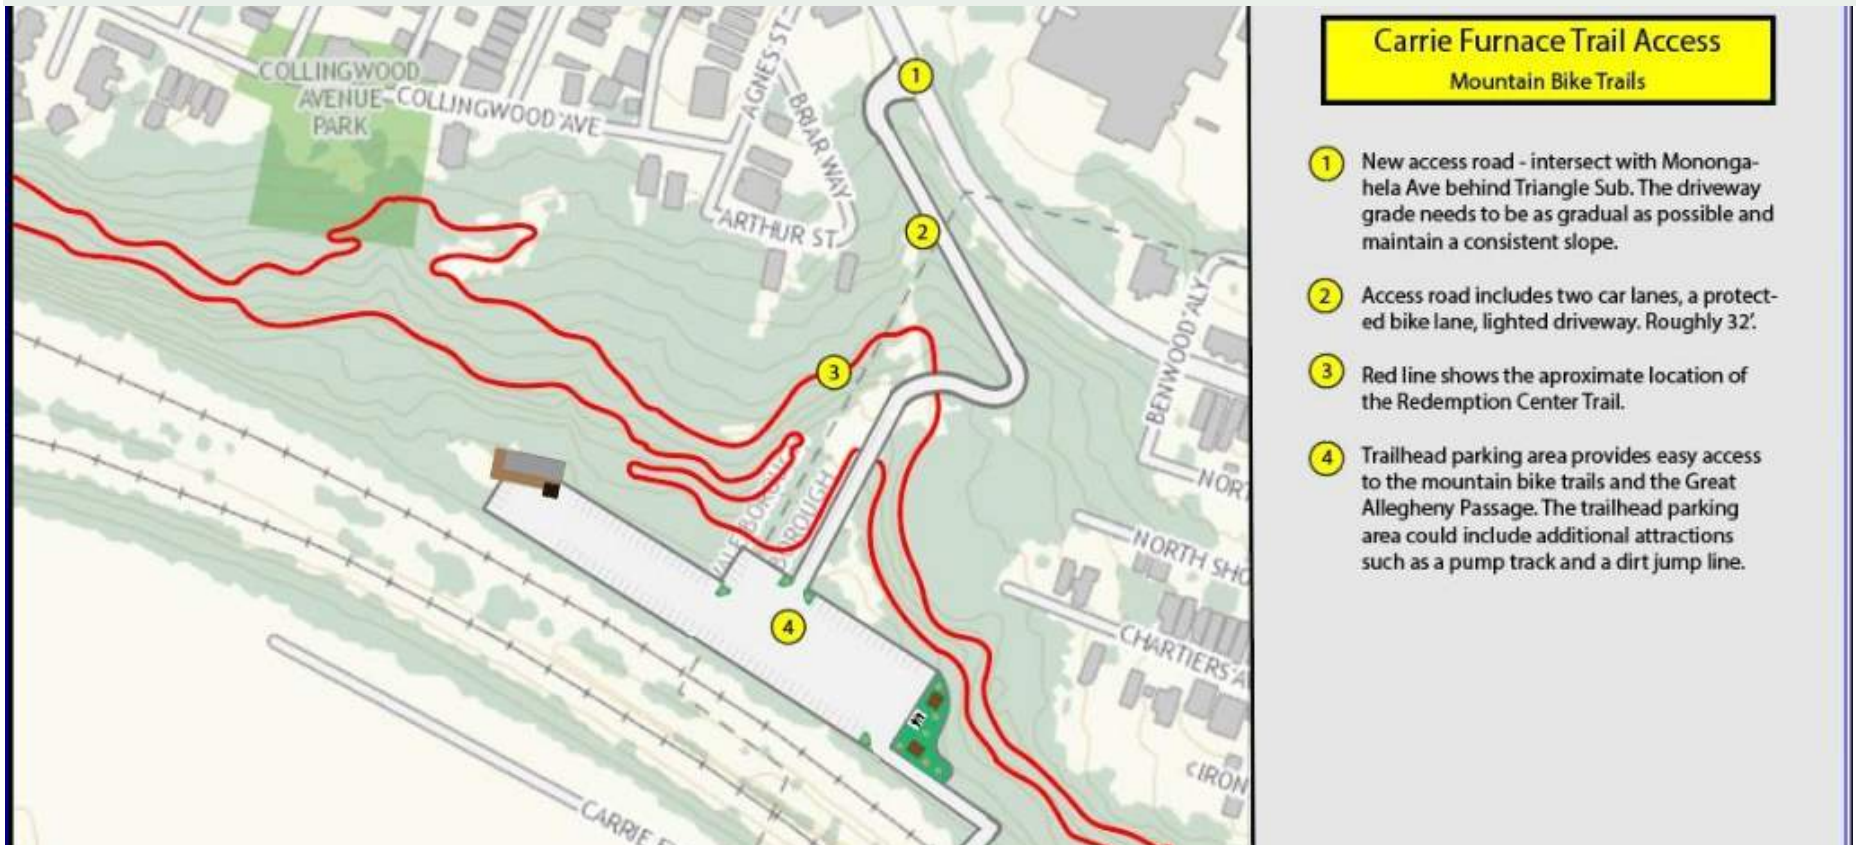 COLLINGWOOD
AVENUE
PARK
COLLINGWOOD AVE
AGNES ST
BRIAR WAY
ARTHUR ST
BENWOOD ALY
NORT
NORTH SHO
CHARTIERS A
IRON
BOROUGH
CARRIE F
1
2
3
4
Carrie Furnace Trail Access
Mountain Bike Trails
1 New access road - intersect with Mononga-
hela Ave behind Triangle Sub. The driveway
grade needs to be as gradual as possible and
maintain a consistent slope.
2 Access road includes two car lanes, a protect-
ed bike lane, lighted driveway. Roughly 32'.
3 Red line shows the aproximate location of
the Redemption Center Trail.
4 Trailhead parking area provides easy access
to the mountain bike trails and the Great
Allegheny Passage. The trailhead parking
area could include additional attractions
such as a pump track and a dirt jump line.